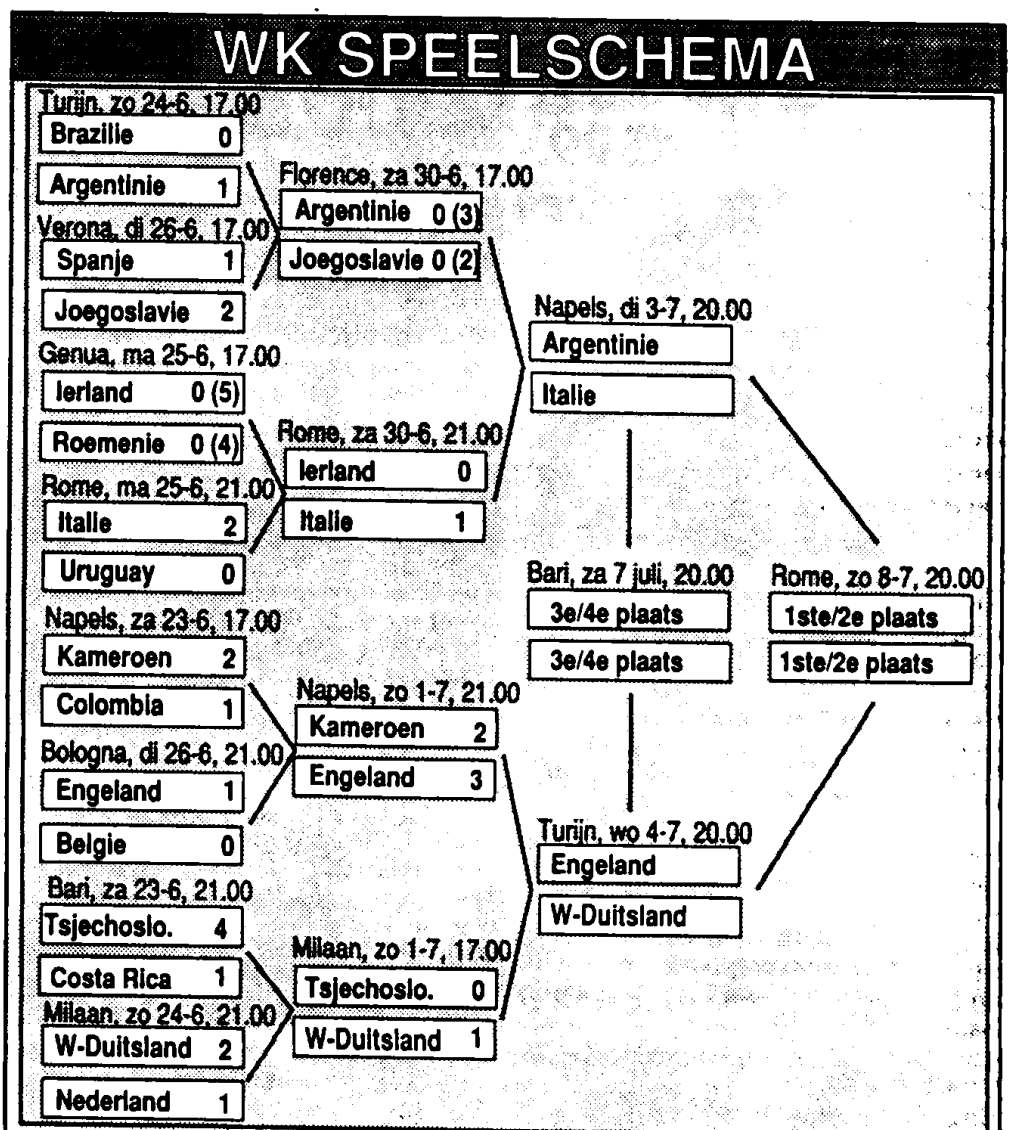 WK SPEELSCHEMA
Turijn, zo 24-6, 17.00
Brazilie 0
Argentinie 1
Verona, di 26-6, 17.00
Spanje 1
Joegoslavie 2
Genua, ma 25-6, 17.00
Ierland 0 (5)
Roemenie 0 (4)
Rome, ma 25-6, 21.00
Italie 2
Uruguay 0
Napels, za 23-6, 17.00
Kameroen 2
Colombia 1
Bologna, di 26-6, 21.00
Engeland 1
Belgie 0
Bari, za 23-6, 21.00
Tsjechoslo. 4
Costa Rica 1
Milaan, zo 24-6, 21.00
W-Duitsland 2
Nederland 1
Florence, za 30-6, 17.00
Argentinie 0 (3)
Joegoslavie 0 (2)
Rome, za 30-6, 21.00
Ierland 0
Italie 1
Napels, zo 1-7, 21.00
Kameroen 2
Engeland 3
Milaan, zo 1-7, 17.00
Tsjechoslo. 0
W-Duitsland 1
Napels, di 3-7, 20.00
Argentinie
Italie
Bari, za 7 juli, 20.00
3e/4e plaats
3e/4e plaats
Turijn, wo 4-7, 20.00
Engeland
W-Duitsland
Rome, zo 8-7, 20.00
1ste/2e plaats
1ste/2e plaats